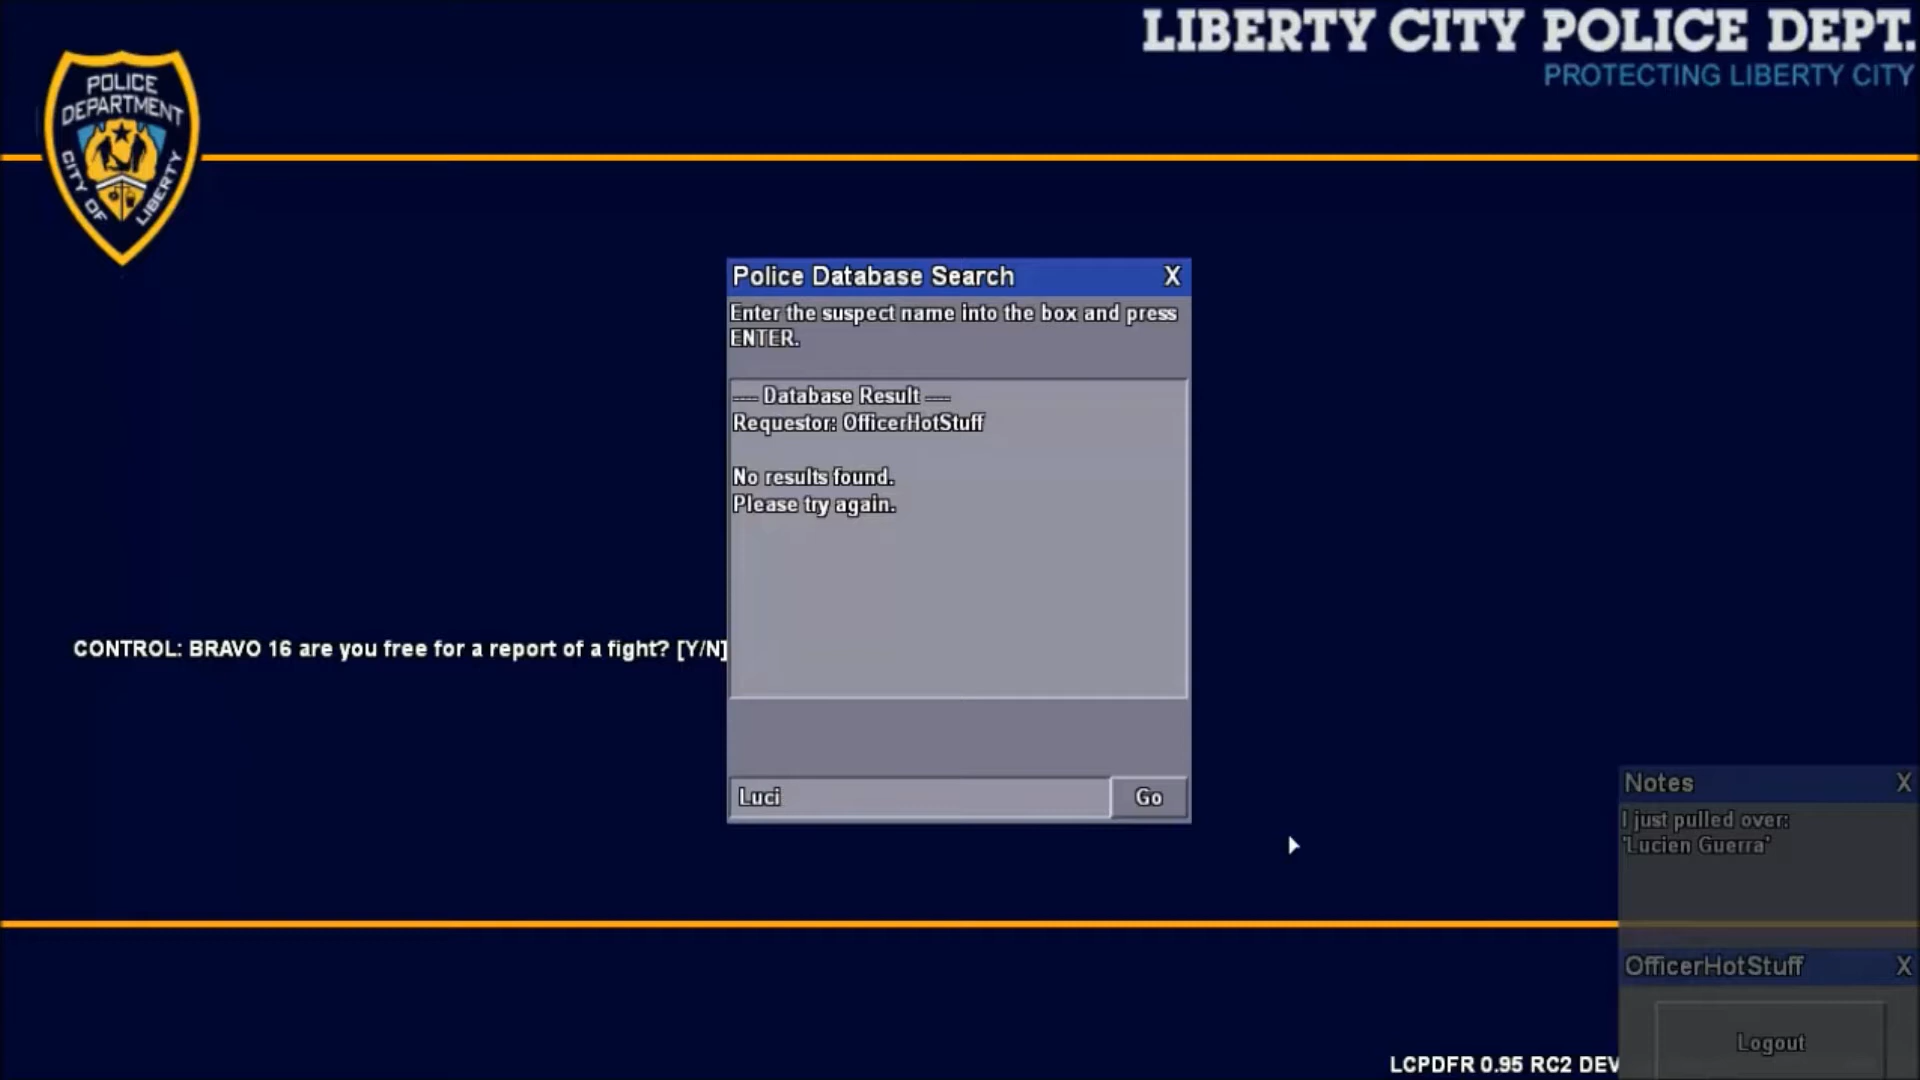 LIBERTY CITY POLICE DEPT.
PROTECTING LIBERTY CITY
POLICE
DEPARTMENT
CITY OF LIBERTY
Police Database Search X
Enter the suspect name into the box and press
ENTER.
---- Database Result ----
Requestor: OfficerHotStuff
No results found.
Please try again.
CONTROL: BRAVO 16 are you free for a report of a fight? [Y/N]
Luci
Go
Notes X
I just pulled over:
'Lucien Guerra'
OfficerHotStuff X
Logout
LCPDFR 0.95 RC2 DEV